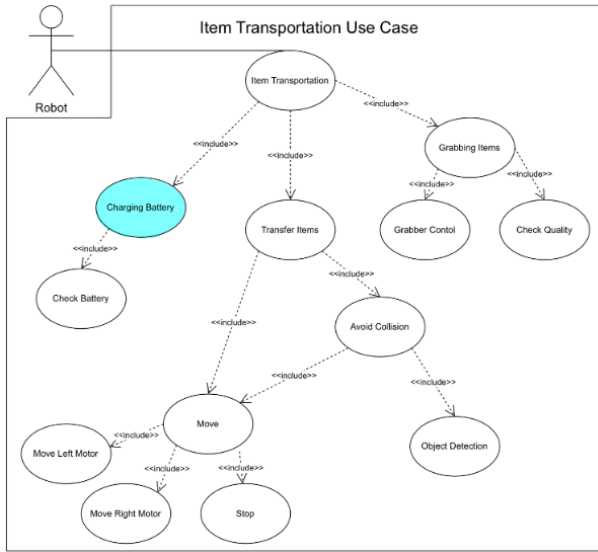 Item Transportation Use Case
Robot
Item Transportation
<<include>>
<<include>>
<<include>>
Grabbing Items
<<include>>
<<include>>
Charging Battery
Transfer Items
Grabber Contol
Check Quality
<<include>>
Check Battery
<<include>>
<<include>>
Avoid Collision
<<include>>
<<include>>
Move
<<include>>
Object Detection
Move Left Motor
<<include>>
<<include>>
Move Right Motor
Stop